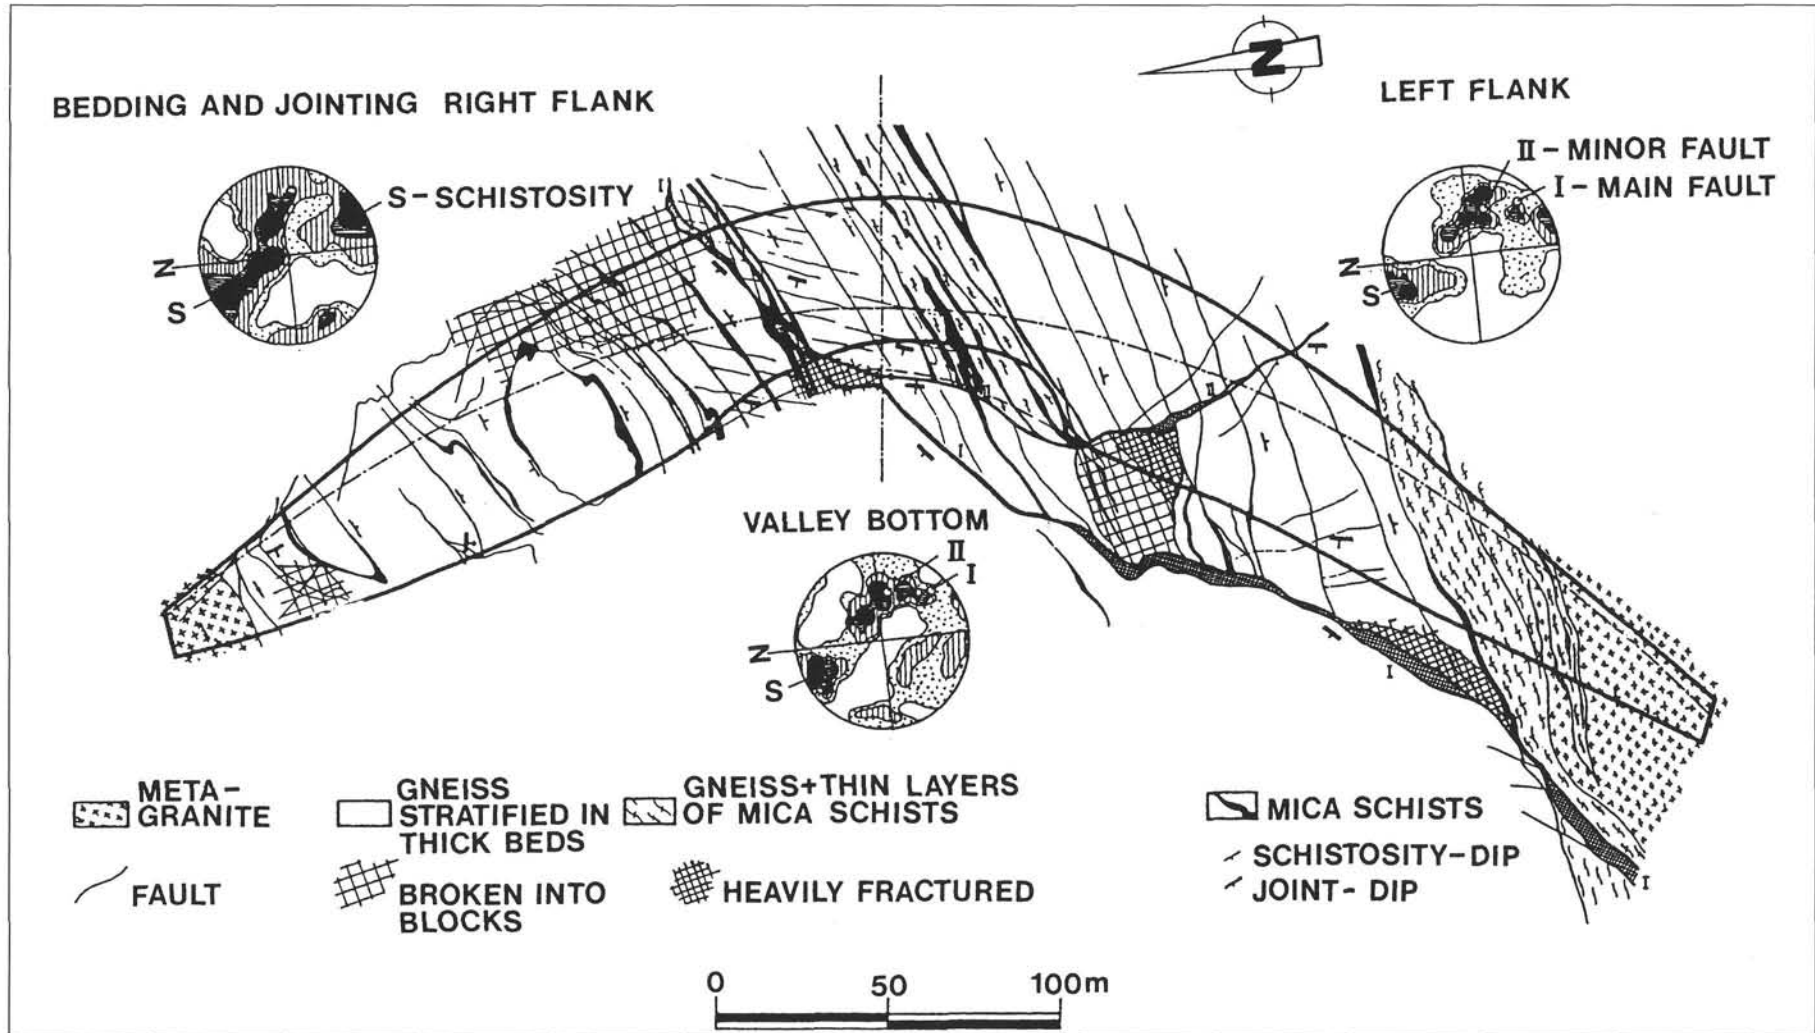 N
BEDDING AND JOINTING RIGHT FLANK
LEFT FLANK
S-SCHISTOSITY
N
S
II-MINOR FAULT
I-MAIN FAULT
N
S
I
II
II
I
I
I
VALLEY BOTTOM
II
I
N
S
META-
GRANITE
GNEISS
STRATIFIED IN
THICK BEDS
GNEISS+THIN LAYERS
OF MICA SCHISTS
MICA SCHISTS
SCHISTOSITY-DIP
JOINT-DIP
FAULT
BROKEN INTO
BLOCKS
HEAVILY FRACTURED
0 50 100m